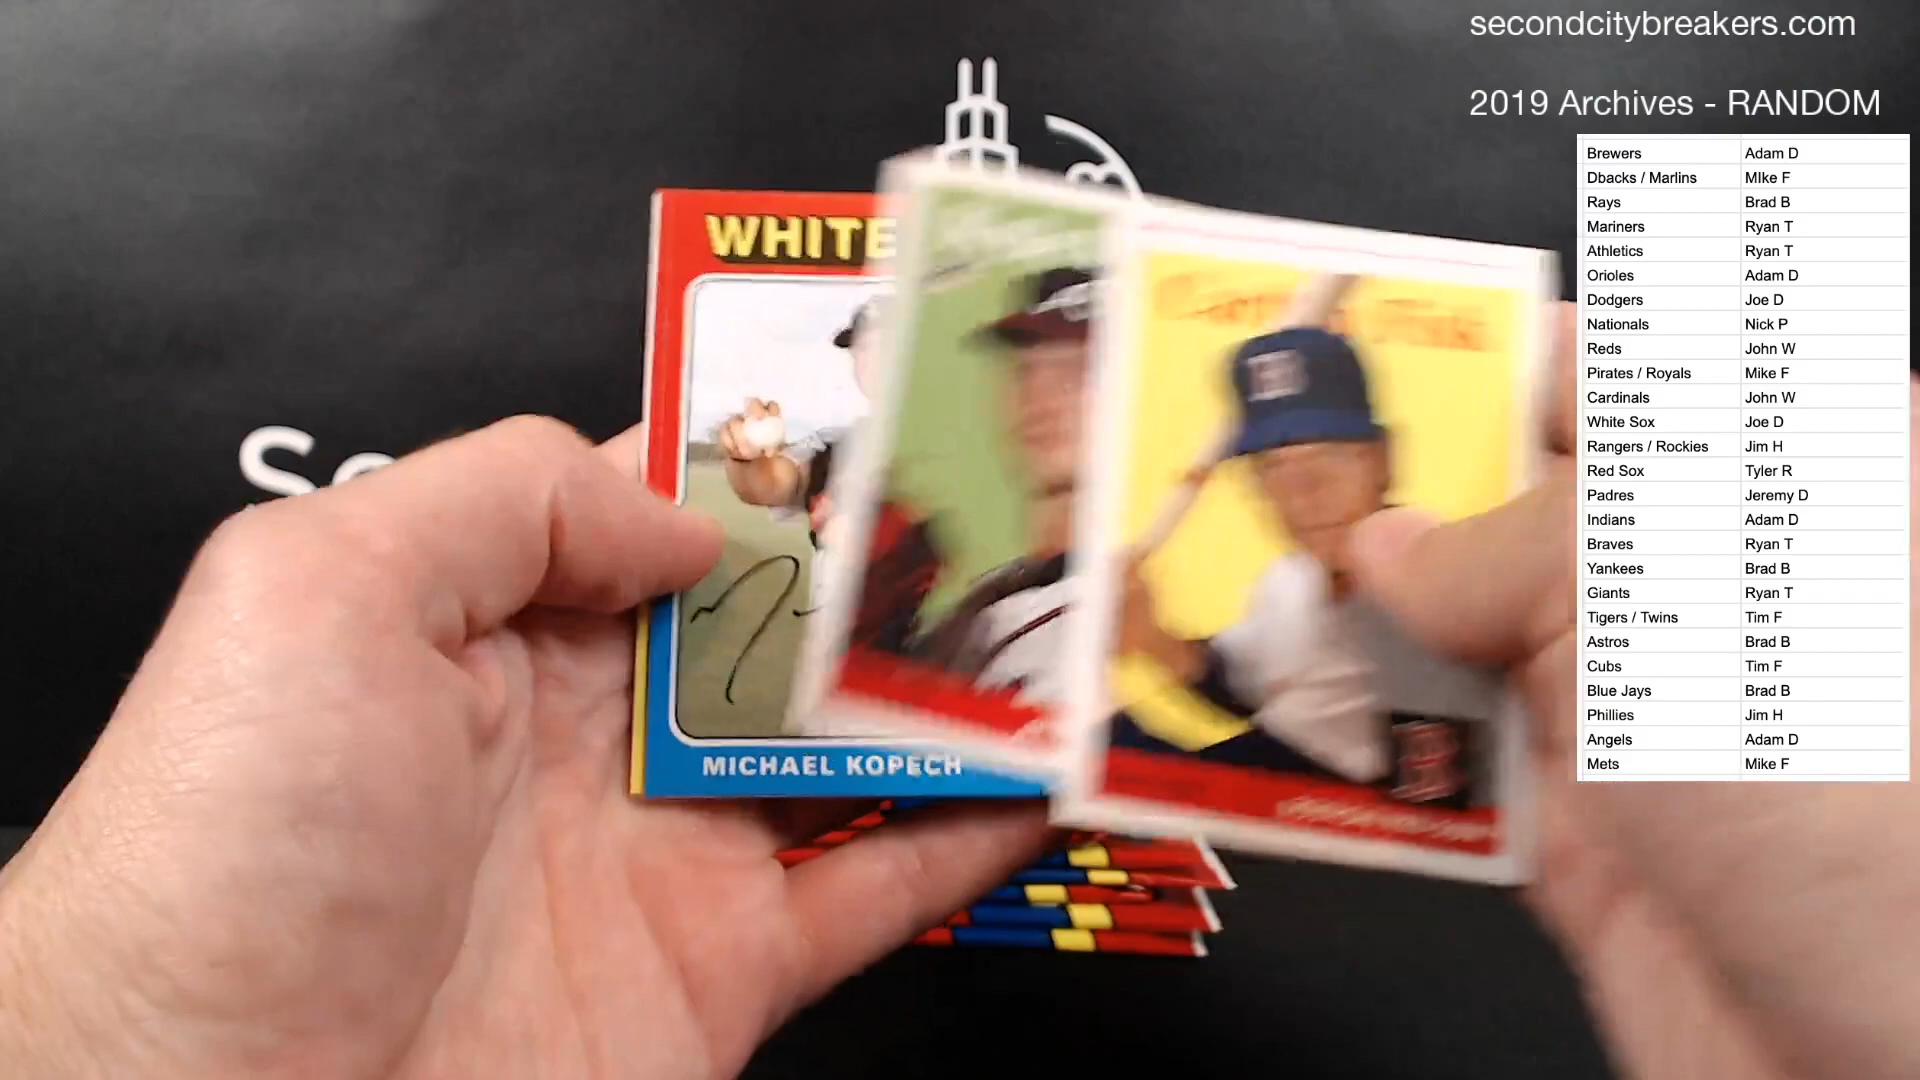 secondcitybreakers.com
2019 Archives - RANDOM
Brewers Adam D
Dbacks / Marlins MIke F
Rays Brad B
Mariners Ryan T
Athletics Ryan T
Orioles Adam D
Dodgers Joe D
Nationals Nick P
Reds John W
Pirates / Royals Mike F
Cardinals John W
White Sox Joe D
Rangers / Rockies Jim H
Red Sox Tyler R
Padres Jeremy D
Indians Adam D
Braves Ryan T
Yankees Brad B
Giants Ryan T
Tigers / Twins Tim F
Astros Brad B
Cubs Tim F
Blue Jays Brad B
Phillies Jim H
Angels Adam D
Mets Mike F
WHITE
MICHAEL KOPECH
B